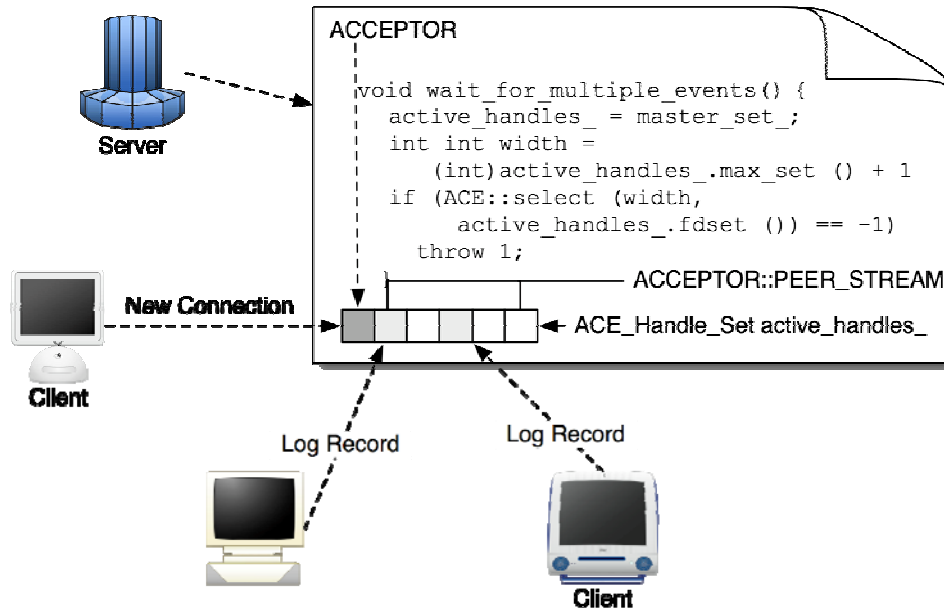 ACCEPTOR
void wait_for_multiple_events() {
active_handles_ = master_set_;
int int width =
(int)active_handles_.max_set () + 1
if (ACE::select (width,
active_handles_.fdset ()) == -1)
throw 1;
Server
ACCEPTOR::PEER_STREAM
New Connection
ACE_Handle_Set active_handles_
Client
Log Record
Log Record
Client